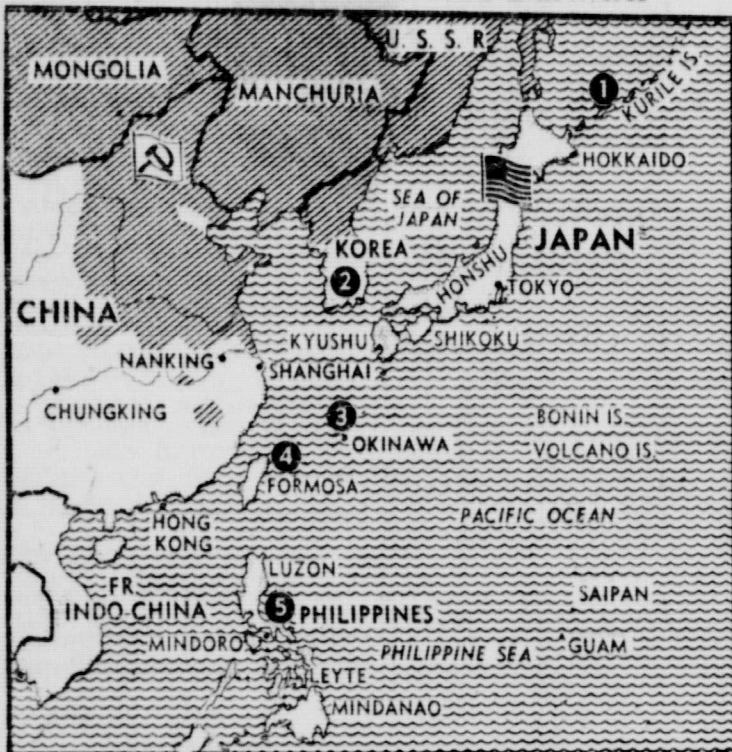 U. S. S. R.
MONGOLIA
MANCHURIA
1
KURILE IS.
HOKKAIDO
SEA OF
JAPAN
KOREA
JAPAN
2
HONSHU
TOKYO
CHINA
KYUSHU
SHIKOKU
NANKING
SHANGHAI
CHUNGKING
3
BONIN IS.
OKINAWA
VOLCANO IS.
4
FORMOSA
HONG
KONG
PACIFIC OCEAN
LUZON
FR.
INDO-CHINA
SAIPAN
5
PHILIPPINES
MINDORO
PHILIPPINE SEA
GUAM
LEYTE
MINDANAO